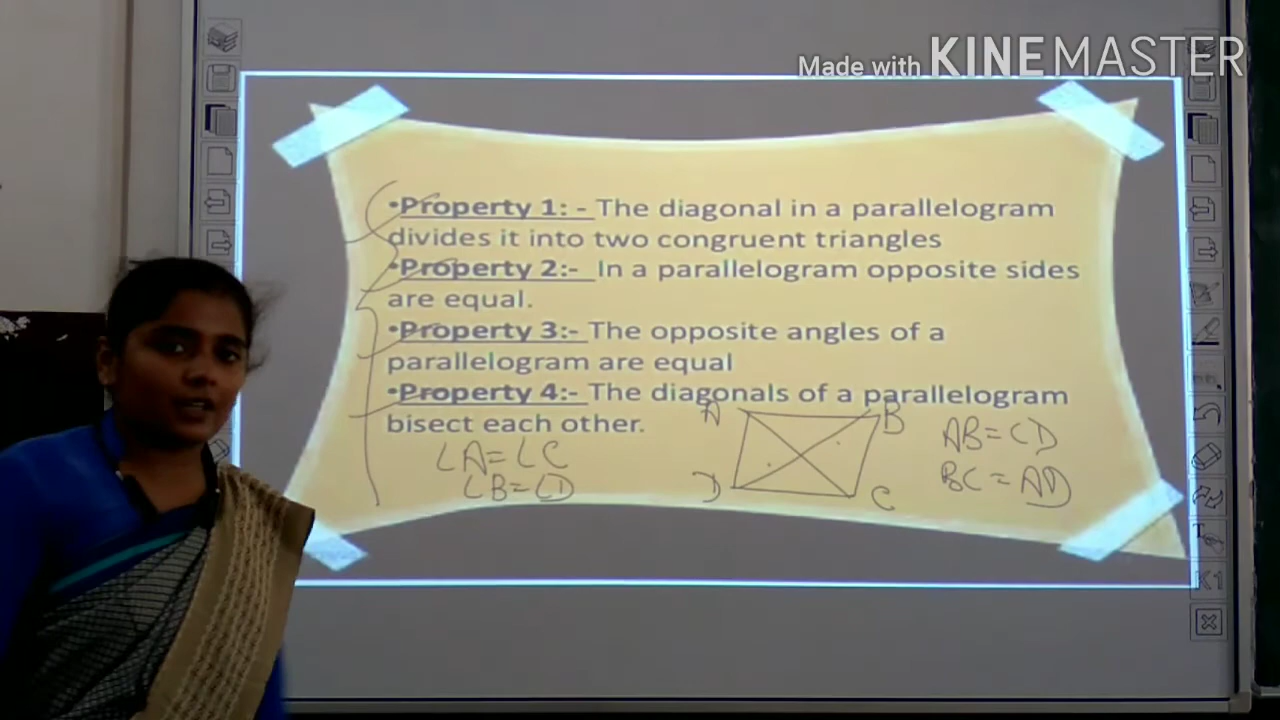 Made with KINEMASTER
•Property 1: - The diagonal in a parallelogram
divides it into two congruent triangles
•Property 2:- In a parallelogram opposite sides
are equal.
•Property 3:- The opposite angles of a
parallelogram are equal
•Property 4:- The diagonals of a parallelogram
bisect each other.
∠A=∠C
∠B=∠D
A
B
D
C
AB=CD
BC=AD